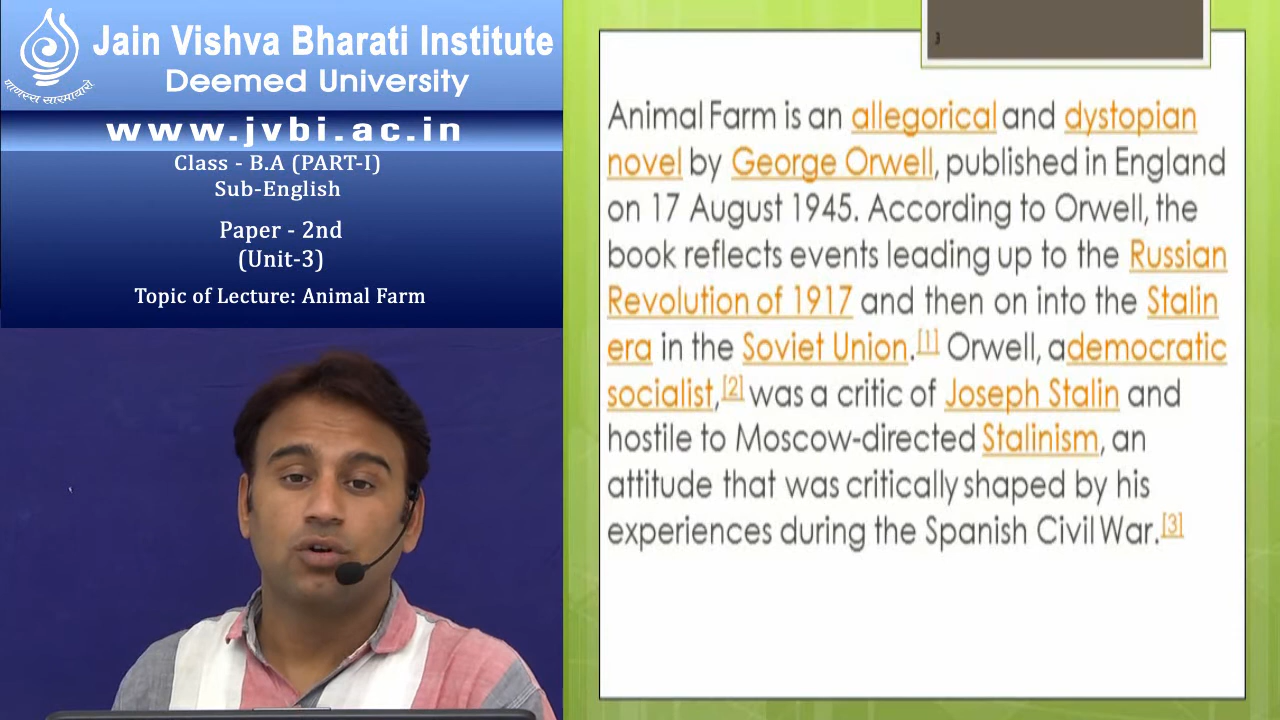 Jain Vishva Bharati Institute
Deemed University
णाणस्स सारमायारो
www.jvbi.ac.in
Class - B.A (PART-I)
Sub-English
Paper - 2nd
(Unit-3)
Topic of Lecture: Animal Farm
Animal Farm is an allegorical and dystopian
novel by George Orwell, published in England
on 17 August 1945. According to Orwell, the
book reflects events leading up to the Russian
Revolution of 1917 and then on into the Stalin
era in the Soviet Union.[1] Orwell, ademocratic
socialist,[2] was a critic of Joseph Stalin and
hostile to Moscow-directed Stalinism, an
attitude that was critically shaped by his
experiences during the Spanish Civil War.[3]